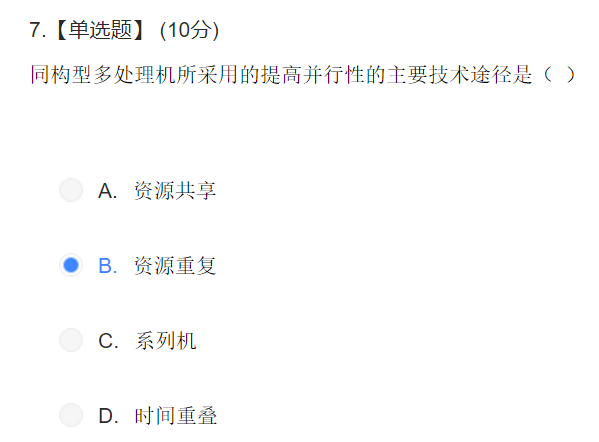 7.【单选题】 (10分)
同构型多处理机所采用的提高并行性的主要技术途径是（ ）
A. 资源共享
B. 资源重复
C. 系列机
D. 时间重叠